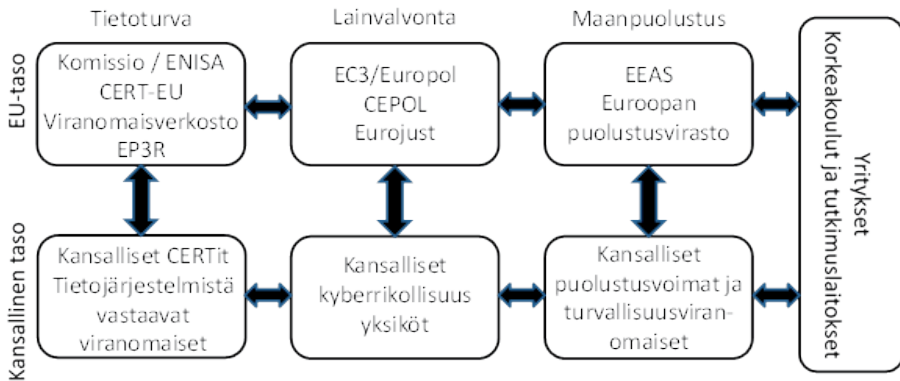 Tietoturva
Lainvalvonta
Maanpuolustus
EU-taso
Komissio / ENISA
CERT-EU
Viranomaisverkosto
EP3R
EC3/Europol
CEPOL
Eurojust
EEAS
Euroopan
puolustusvirasto
Yritykset
Korkeakoulut ja tutkimuslaitokset
Kansallinen taso
Kansalliset CERTit
Tietojärjestelmistä
vastaavat
viranomaiset
Kansalliset
kyberrikollisuus
yksiköt
Kansalliset
puolustusvoimat ja
turvallisuusviran-
omaiset